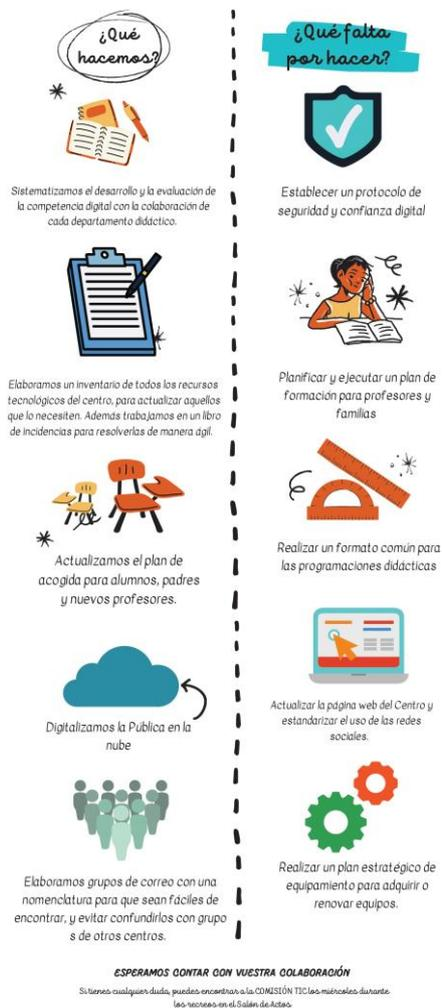 ¿Qué
hacemos?
Sistematizamos el desarrollo y la evaluación de
la competencia digital con la colaboración de
cada departamento didáctico.
Elaboramos un inventario de todos los recursos
tecnológicos del centro, para actualizar aquellos
que lo necesiten. Además trabajamos en un libro
de incidencias para resolverlas de manera ágil.
Actualizamos el plan de
acogida para alumnos, padres
y nuevos profesores.
Digitalizamos la Pública en la
nube
Elaboramos grupos de correo con una
nomenclatura para que sean fáciles de
encontrar, y evitar confundirlos con grupo
s de otros centros.
¿Qué falta
por hacer?
Establecer un protocolo de
seguridad y confianza digital
Planificar y ejecutar un plan de
formación para profesores y
familias
Realizar un formato común para
las programaciones didácticas
Actualizar la página web del Centro y
estandarizar el uso de las redes
sociales.
Realizar un plan estratégico de
equipamiento para adquirir o
renovar equipos.
ESPERAMOS CONTAR CON VUESTRA COLABORACIÓN
Si tienes cualquier duda, puedes encontrar a la COMISIÓN TIC los miércoles durante
los recreos en el Salón de Actos